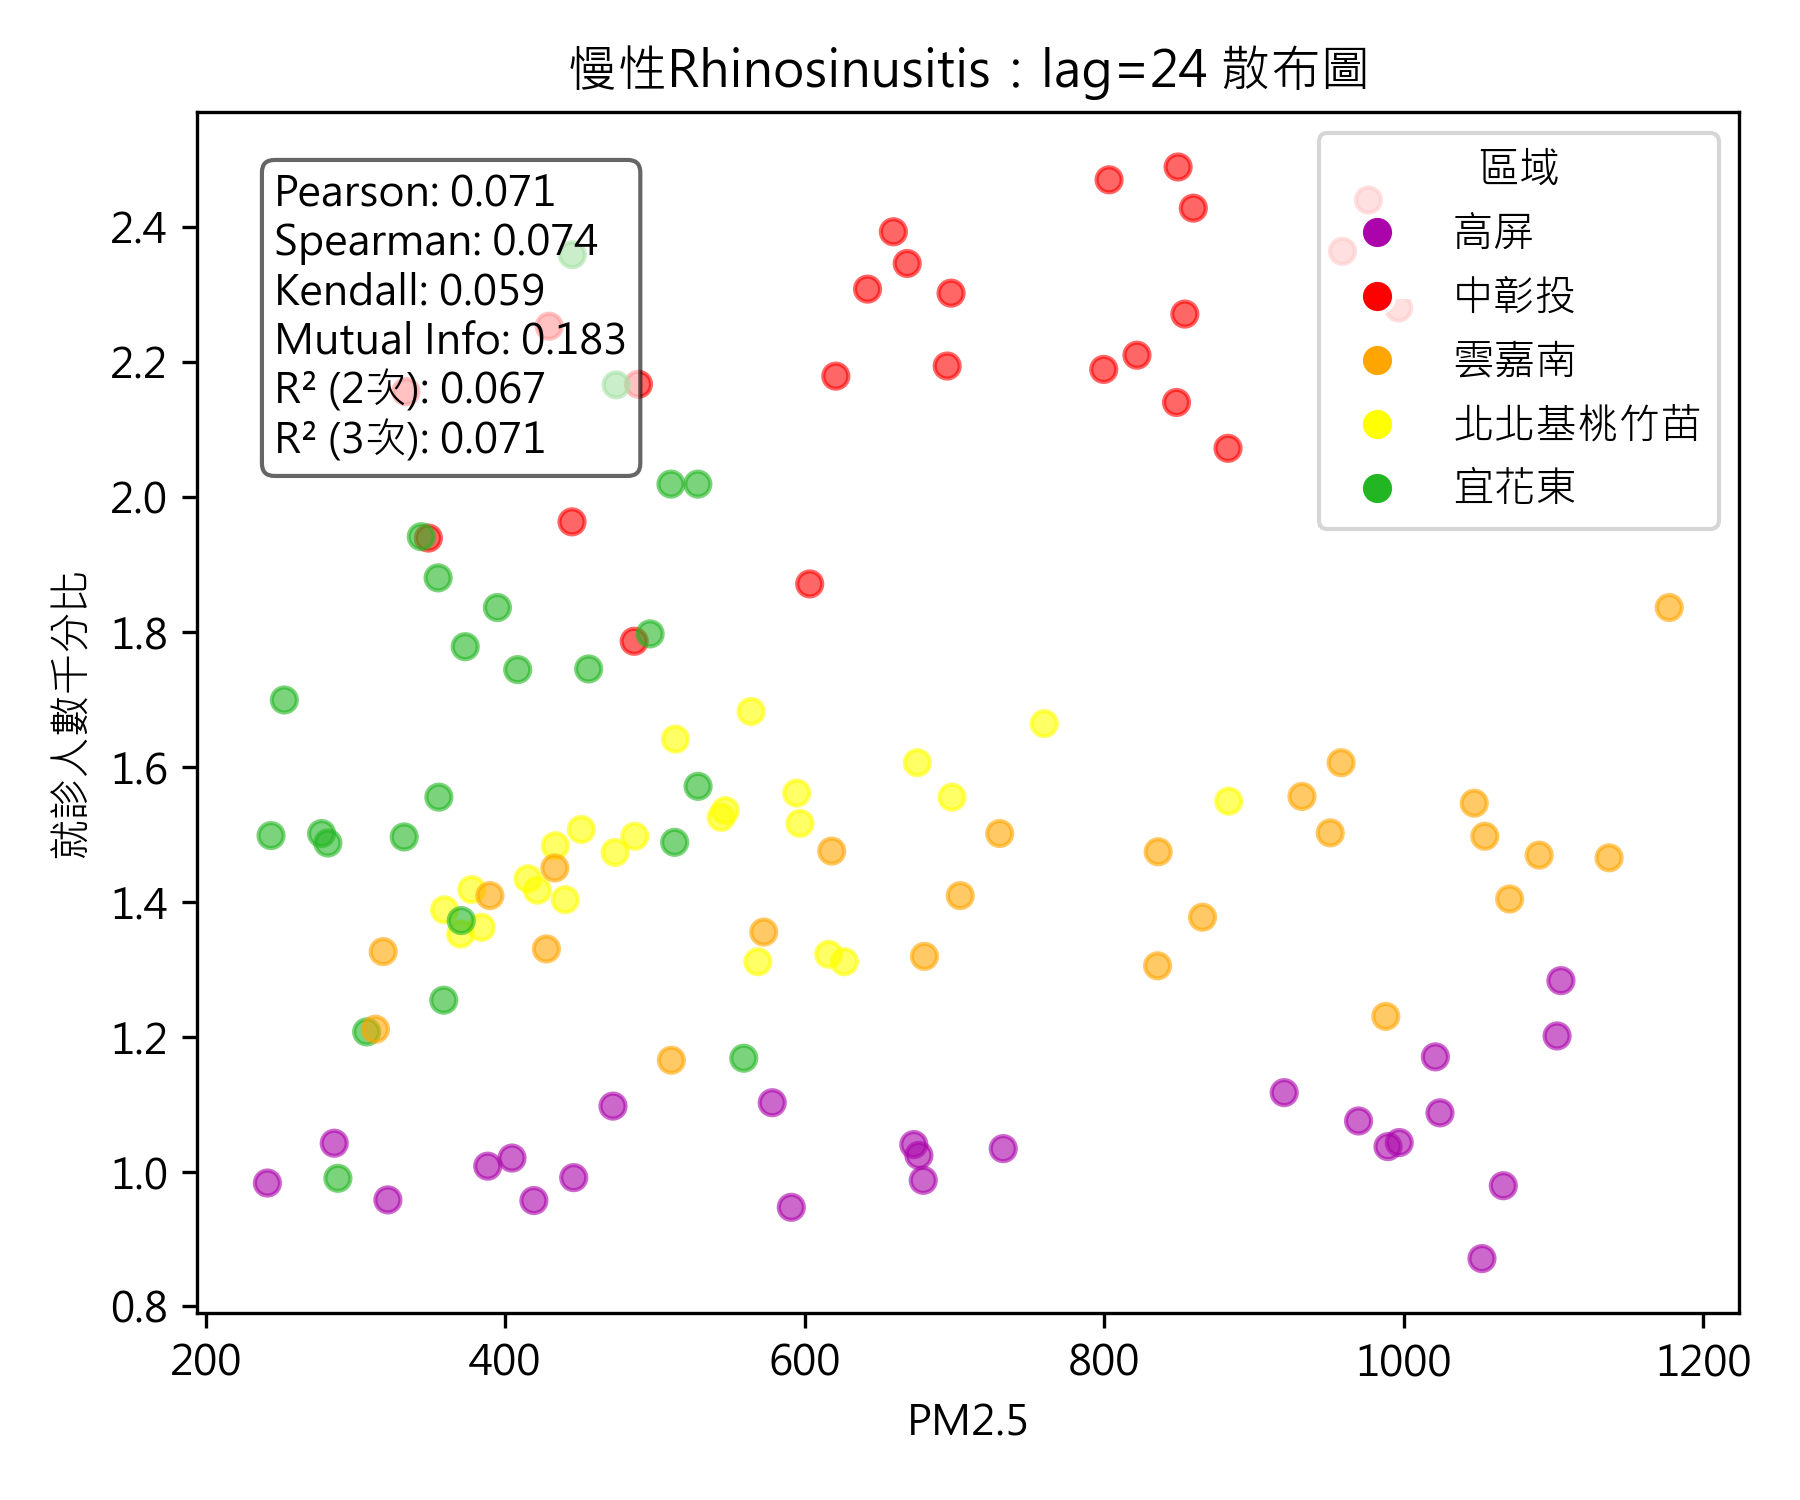 慢性Rhinosinusitis：lag=24 散布圖
Pearson: 0.071
Spearman: 0.074
Kendall: 0.059
Mutual Info: 0.183
R² (2次): 0.067
R² (3次): 0.071
區域
高屏
中彰投
雲嘉南
北北基桃竹苗
宜花東
就診人數千分比
2.4
2.2
2.0
1.8
1.6
1.4
1.2
1.0
0.8
200 400 600 800 1000 1200
PM2.5